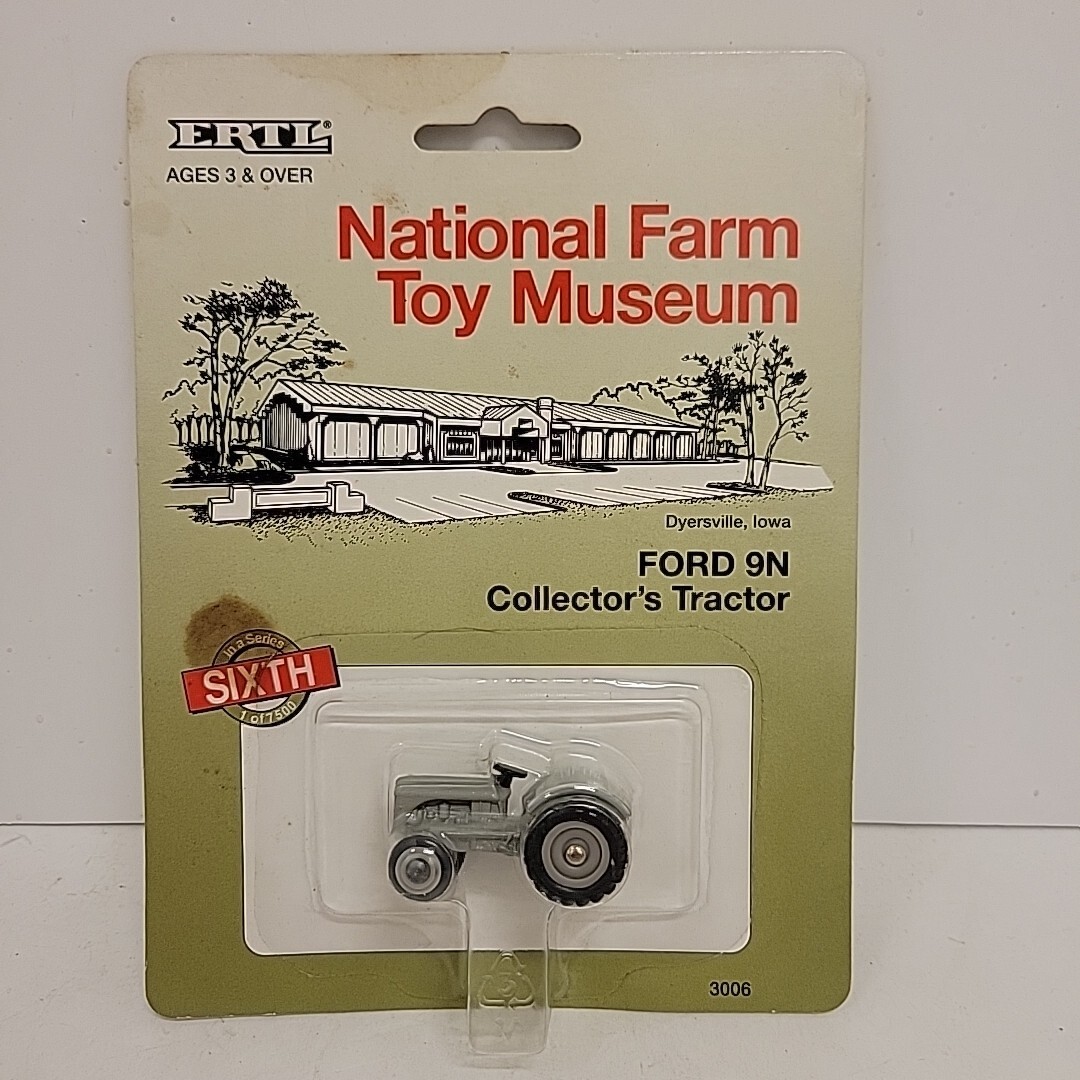 ERTL®
AGES 3 & OVER
National Farm
Toy Museum
Dyersville, Iowa
FORD 9N
Collector's Tractor
in a Series
SIXTH
1 of 7500
3006